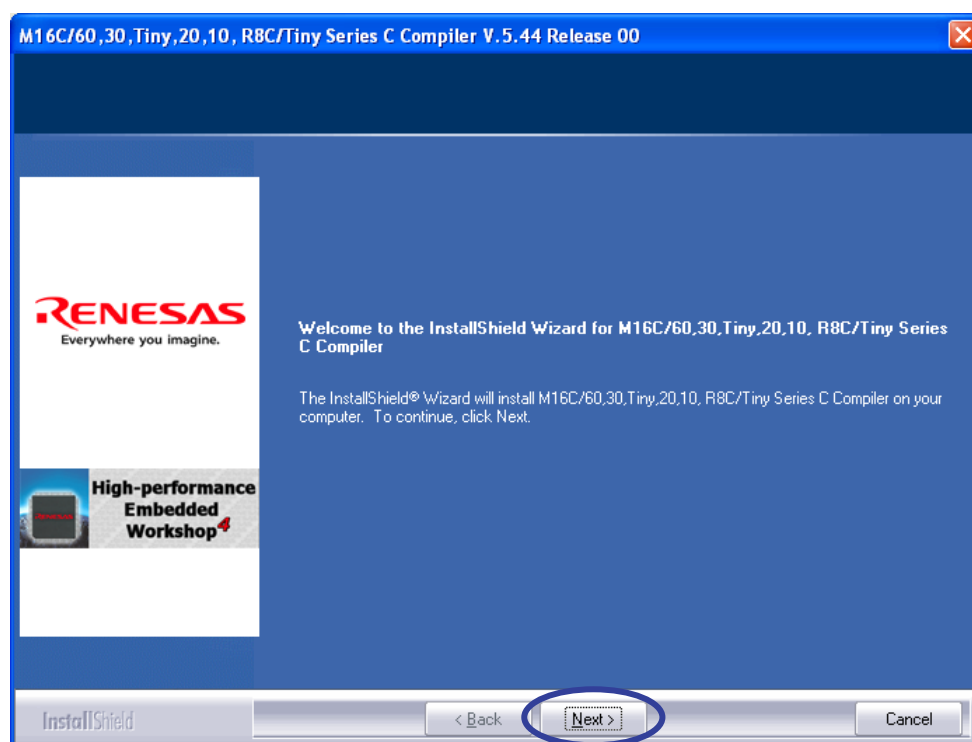 M16C/60,30,Tiny,20,10, R8C/Tiny Series C Compiler V.5.44 Release 00
RENESAS
Everywhere you imagine.
Welcome to the InstallShield Wizard for M16C/60,30,Tiny,20,10, R8C/Tiny Series
C Compiler
The InstallShield® Wizard will install M16C/60,30,Tiny,20,10, R8C/Tiny Series C Compiler on your
computer. To continue, click Next.
High-performance
Embedded
Workshop4
RENESAS
InstallShield
< Back
Next >
Cancel